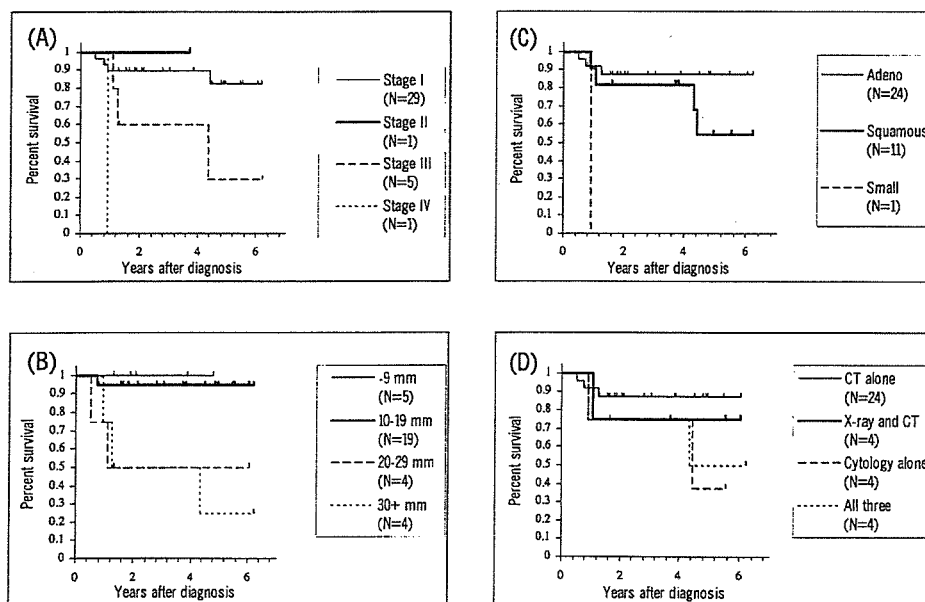 (A)
Percent survival
1
0.9
0.8
0.7
0.6
0.5
0.4
0.3
0.2
0.1
0
0 2 4 6
Years after diagnosis
Stage I
(N=29)
Stage II
(N=1)
Stage III
(N=5)
Stage IV
(N=1)
(C)
Percent survival
1
0.9
0.8
0.7
0.6
0.5
0.4
0.3
0.2
0.1
0
0 2 4 6
Years after diagnosis
Adeno
(N=24)
Squamous
(N=11)
Small
(N=1)
(B)
Percent survival
1
0.9
0.8
0.7
0.6
0.5
0.4
0.3
0.2
0.1
0
0 2 4 6
Years after diagnosis
-9 mm
(N=5)
10-19 mm
(N=19)
20-29 mm
(N=4)
30+ mm
(N=4)
(D)
Percent survival
1
0.9
0.8
0.7
0.6
0.5
0.4
0.3
0.2
0.1
0
0 2 4 6
Years after diagnosis
CT alone
(N=24)
X-ray and CT
(N=4)
Cytology alone
(N=4)
All three
(N=4)